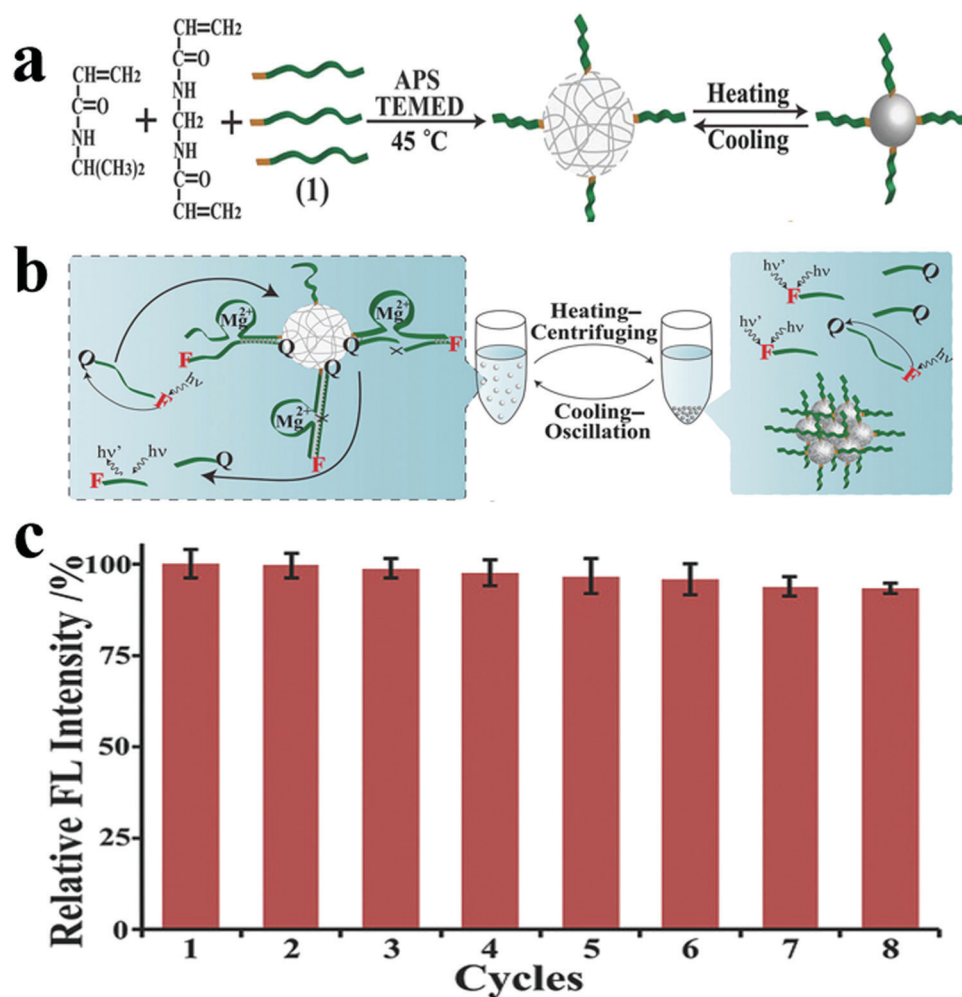 a
CH=CH2
C=O
NH
CH(CH3)2
+
CH=CH2
C=O
NH
CH2
NH
C=O
CH=CH2
+
(1)
APS
TEMED
45 °C
Heating
Cooling
b
Q
F
hν
Mg2+
F
Q
Mg2+
Q
F
Q
Mg2+
F
hν' hν
F
Q
Heating–
Centrifuging
Cooling–
Oscillation
hν' hν
F
Q
Q
hν' hν
F
Q
F
hν
c
Relative FL Intensity /%
100
75
50
25
0
1 2 3 4 5 6 7 8
Cycles